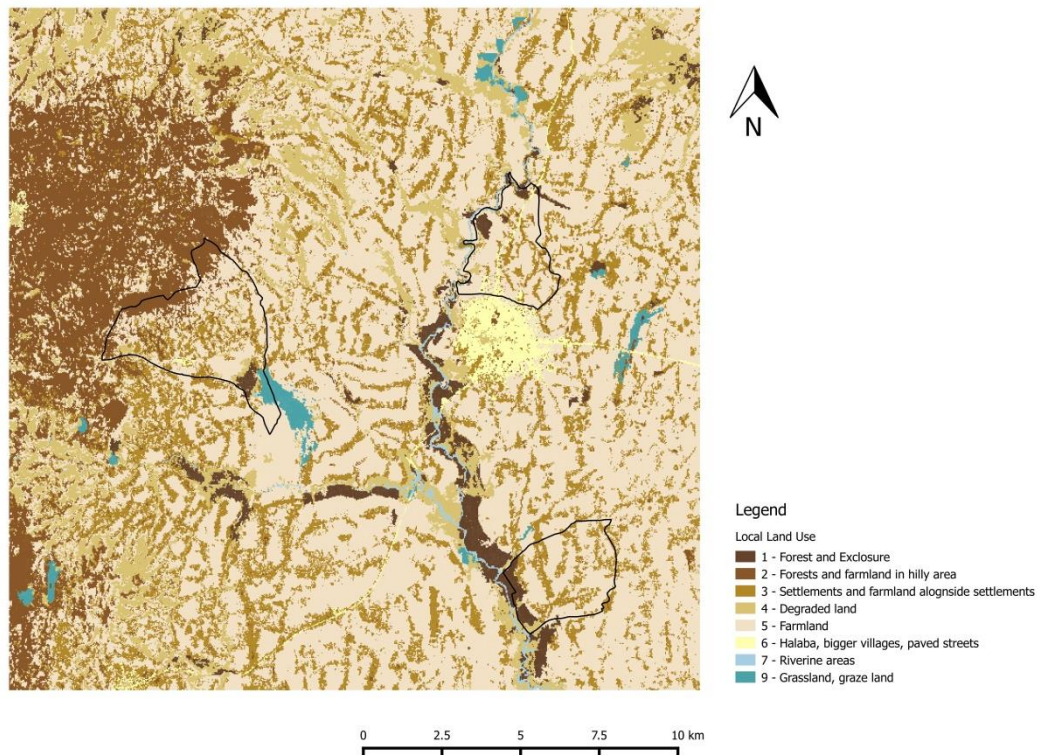 N
Legend
Local Land Use
1 - Forest and Exclosure
2 - Forests and farmland in hilly area
3 - Settlements and farmland alognside settlements
4 - Degraded land
5 - Farmland
6 - Halaba, bigger villages, paved streets
7 - Riverine areas
9 - Grassland, graze land
0 2.5 5 7.5 10 km